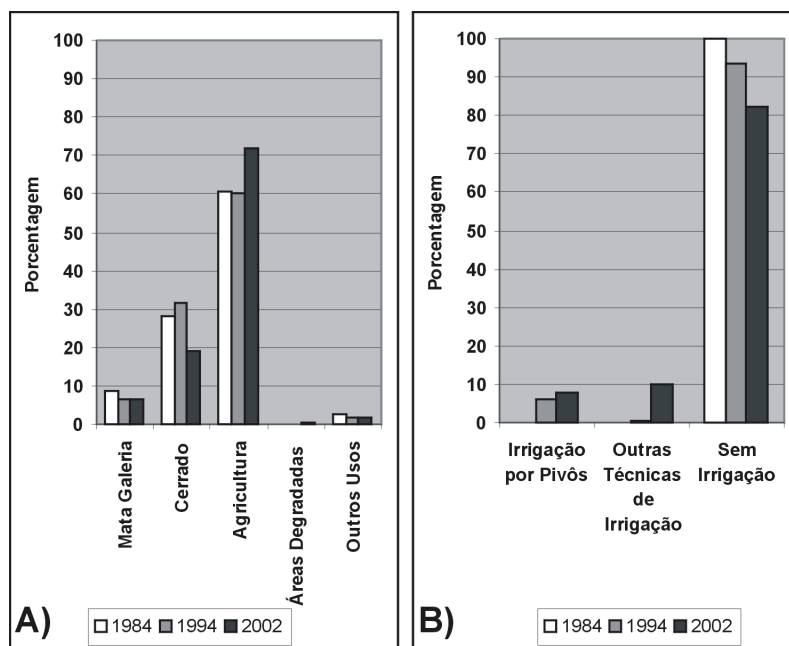 100
90
80
70
60
50
40
30
20
10
0
Porcentagem
Mata Galeria
Cerrado
Agricultura
Áreas Degradadas
Outros Usos
A)
1984 1994 2002
100
90
80
70
60
50
40
30
20
10
0
Porcentagem
Irrigação
por Pivôs
Outras
Técnicas
de
Irrigação
Sem
Irrigação
B)
1984 1994 2002